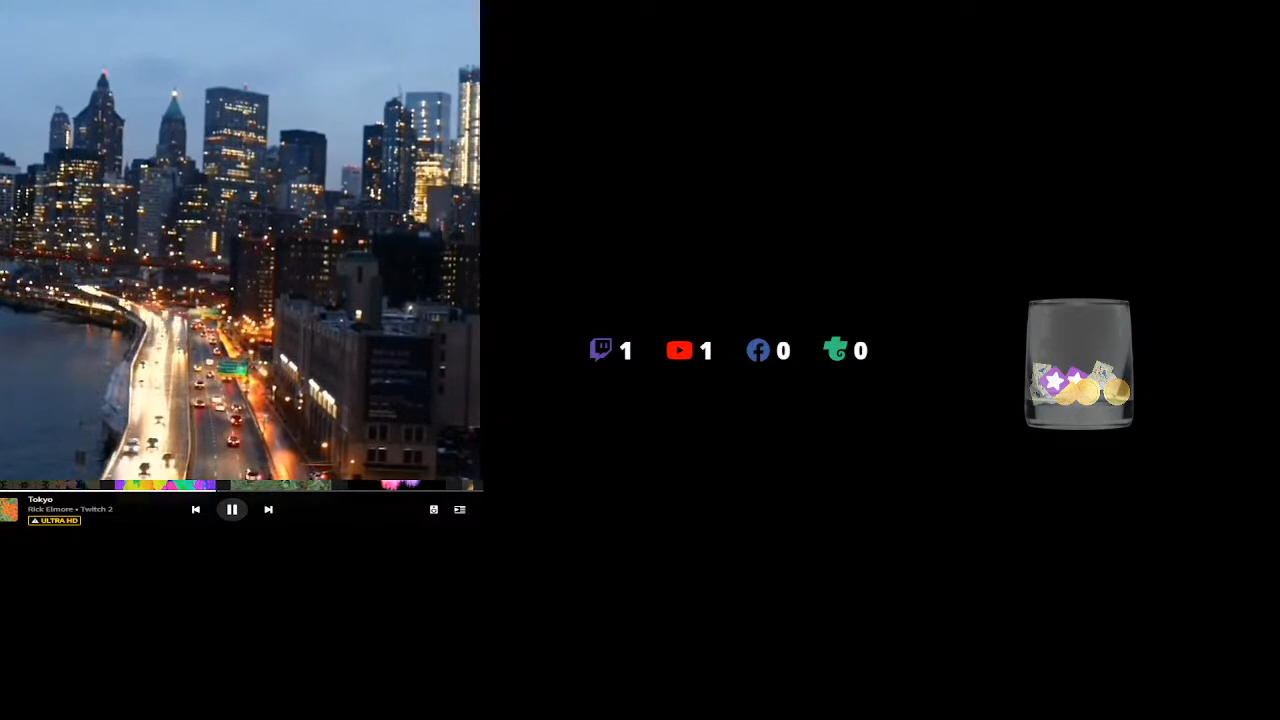 1 1 0 0
Tokyo
Rick Elmore • Twitch 2
ULTRA HD